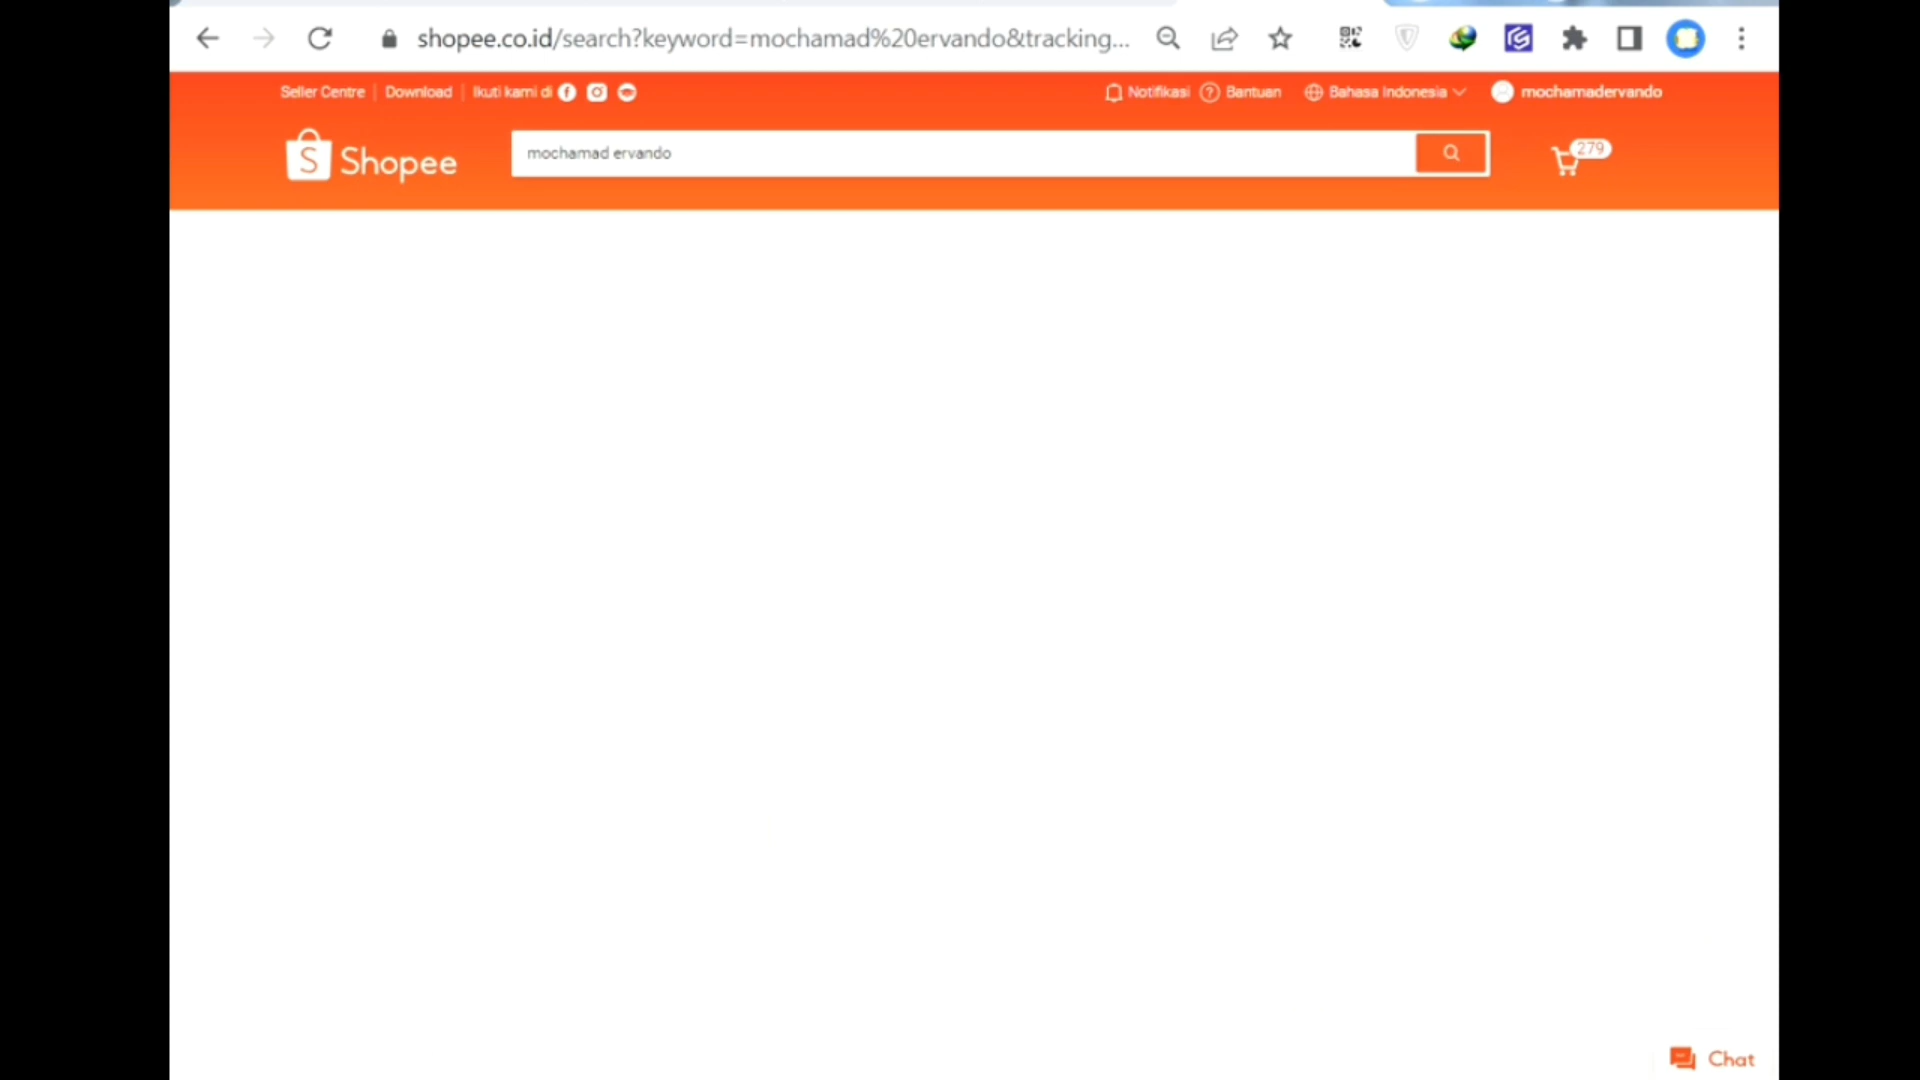 shopee.co.id/search?keyword=mochamad%20ervando&tracking...
Seller Centre | Download | Ikuti kami di
Notifikasi Bantuan Bahasa Indonesia mochamadervando
Shopee
mochamad ervando
279
Chat